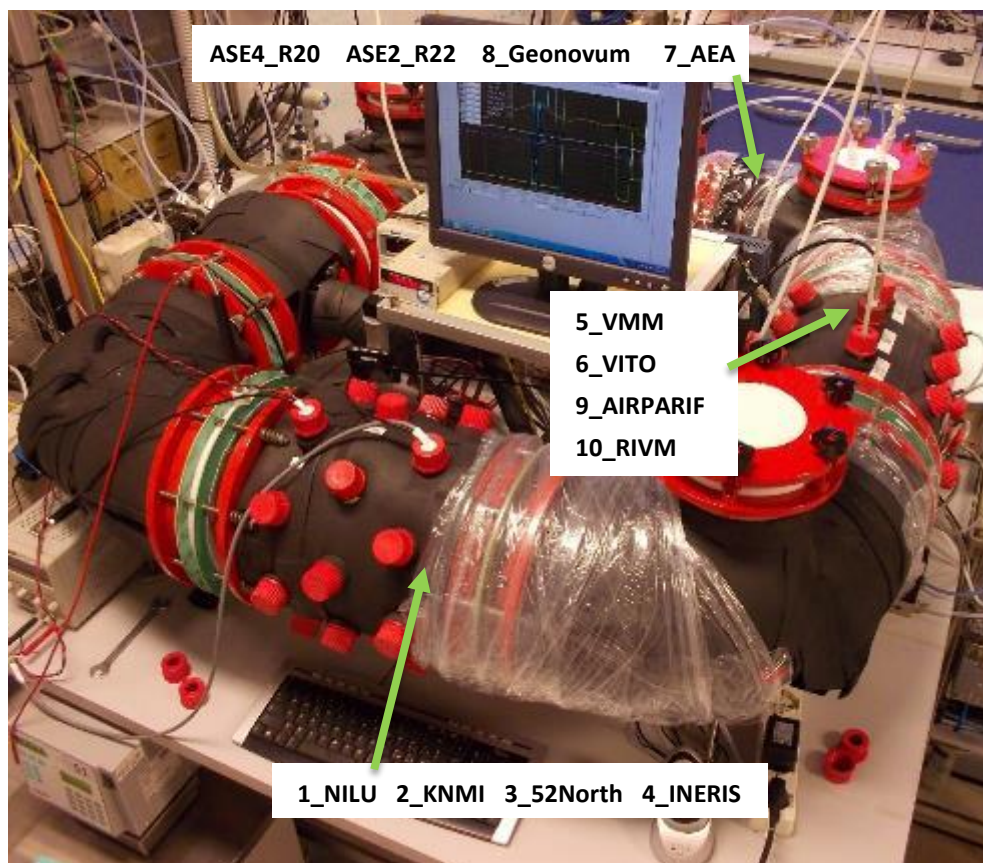 ASE4_R20 ASE2_R22 8_Geonovum 7_AEA
5_VMM
6_VITO
9_AIRPARIF
10_RIVM
1_NILU 2_KNMI 3_52North 4_INERIS